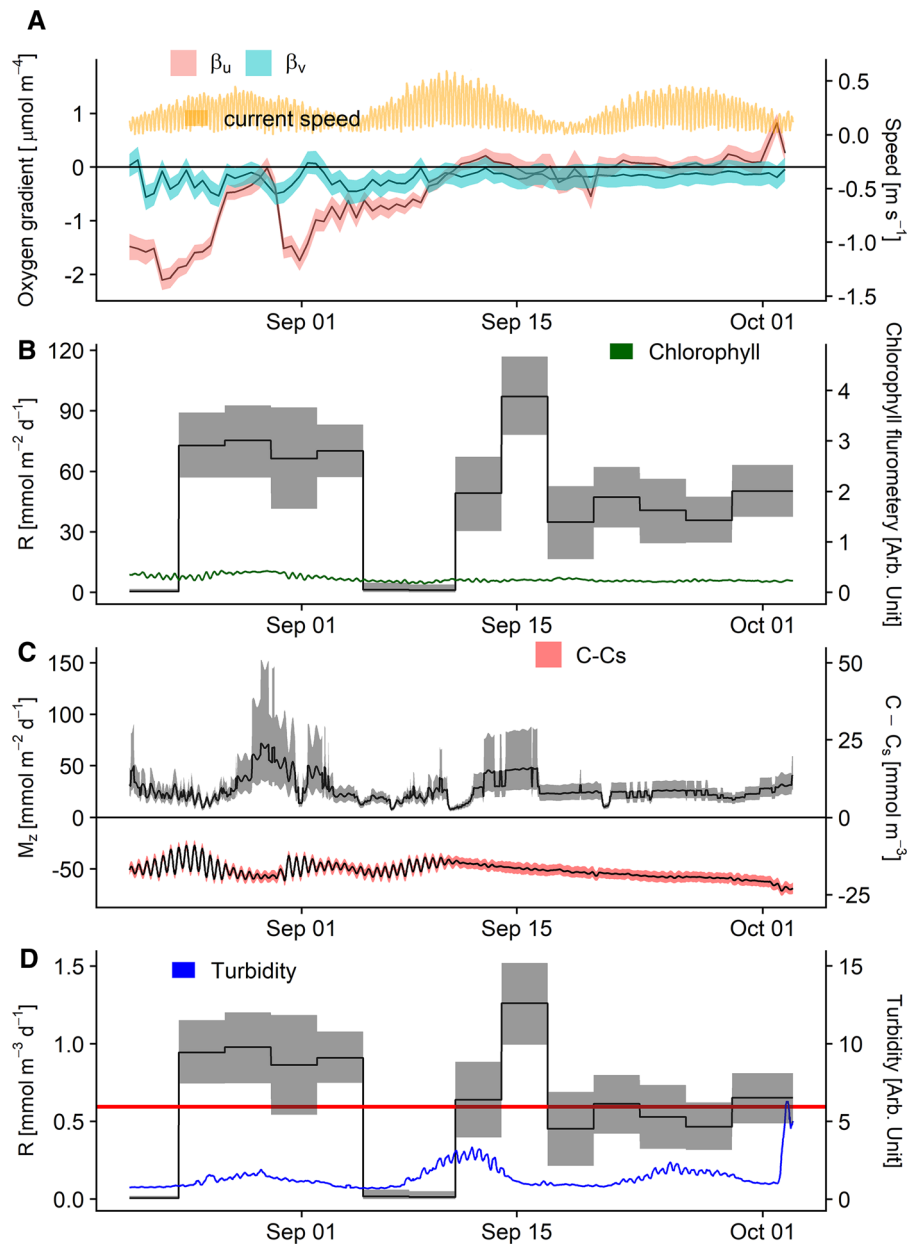 A
βu βv
current speed
Oxygen gradient [ μmol m−4]
1
0
-1
-2
0.5
0.0
-0.5
-1.0
-1.5
Speed [m s−1]
Sep 01 Sep 15 Oct 01
B
Chlorophyll
R [mmol m−2 d−1]
120
90
60
30
0
4
3
2
1
0
Chlorophyll flurometery [Arb. Unit]
Sep 01 Sep 15 Oct 01
C
C-Cs
Mz [mmol m−2 d−1]
150
100
50
0
-50
50
25
0
-25
C − Cs [mmol m−3]
Sep 01 Sep 15 Oct 01
D
Turbidity
R [mmol m−3 d−1]
1.5
1.0
0.5
0.0
15
10
5
0
Turbidity [Arb. Unit]
Sep 01 Sep 15 Oct 01